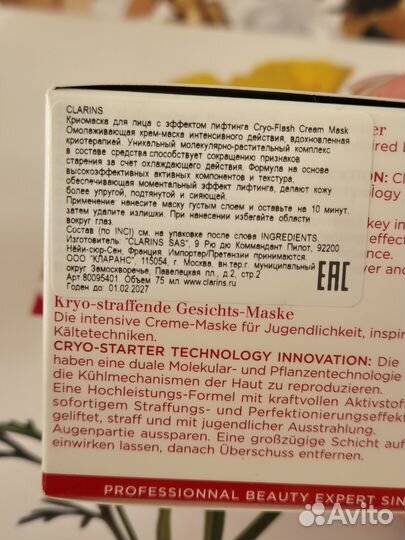 CLARINS
Криомаска для лица с эффектом лифтинга Cryo-Flash Cream Mask
Омолаживающая крем-маска интенсивного действия, вдохновленная
криотерапией. Уникальный молекулярно-растительный комплекс
в составе средства способствует сокращению признаков
старения за счет охлаждающего действия. Формула на основе
высокоэффективных активных компонентов и текстура,
обеспечивающая моментальный эффект лифтинга, делают кожу
более упругой, подтянутой и сияющей.
Применение: нанесите маску густым слоем и оставьте на 10 минут,
затем удалите излишки. При нанесении избегайте области
вокруг глаз.
Состав (по INCI) см. на упаковке после слова INGREDIENTS.
Изготовитель: "CLARINS SAS", 9 Рю дю Коммандант Пилот, 92200
Нёйи-сюр-Сен, Франция Импортер/Претензии принимаются:
ООО "КЛАРАНС", 115054, г. Москва, вн.тер.г. муниципальный
округ Замоскворечье, Павелецкая пл., д.2, стр.2
Арт 80095401 Объем 75 мл. www.clarins.ru
Годен до: 01.02.2027
EAC
Kryo-straffende Gesichts-Maske
Die intensive Creme-Maske für Jugendlichkeit, inspir
Kältetechniken.
CRYO-STARTER TECHNOLOGY INNOVATION: Die
haben eine duale Molekular- und Pflanzentechnologie
die Kühlmechanismen der Haut zu reproduzieren.
Eine Hochleistungs-Formel mit kraftvollen Aktivstof
sofortigem Straffungs- und Perfektionierungseffekt
geliftet, straff und mit jugendlicher Ausstrahlung.
Augenpartie aussparen. Eine großzügige Schicht auf
einwirken lassen, danach Überschuss entfernen.
PROFESSIONNAL BEAUTY EXPERT SIN
Avito